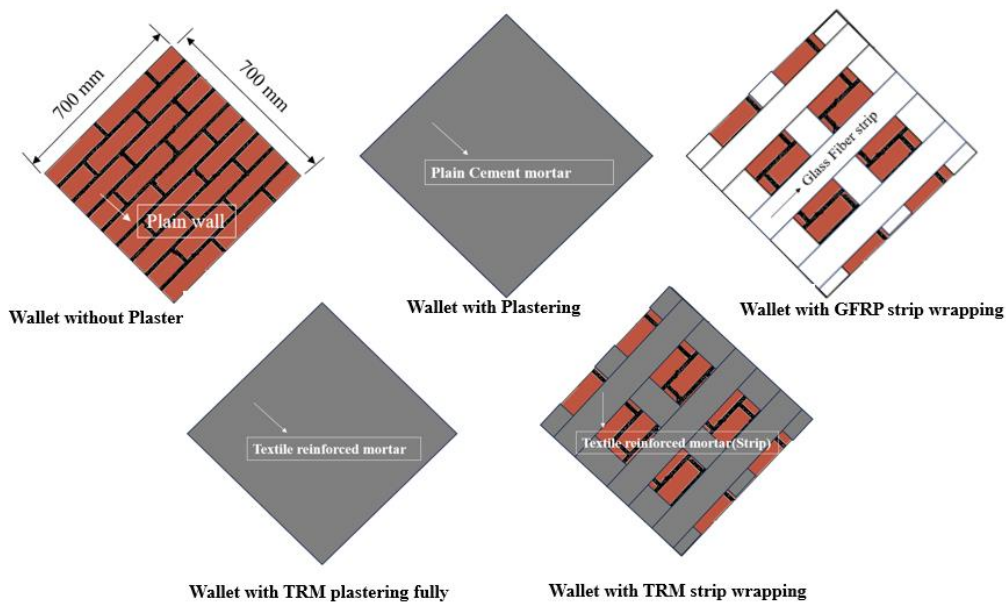 700 mm
700 mm
Plain wall
Wallet without Plaster
Plain Cement mortar
Wallet with Plastering
Glass Fiber strip
Wallet with GFRP strip wrapping
Textile reinforced mortar
Wallet with TRM plastering fully
Textile reinforced mortar(Strip)
Wallet with TRM strip wrapping